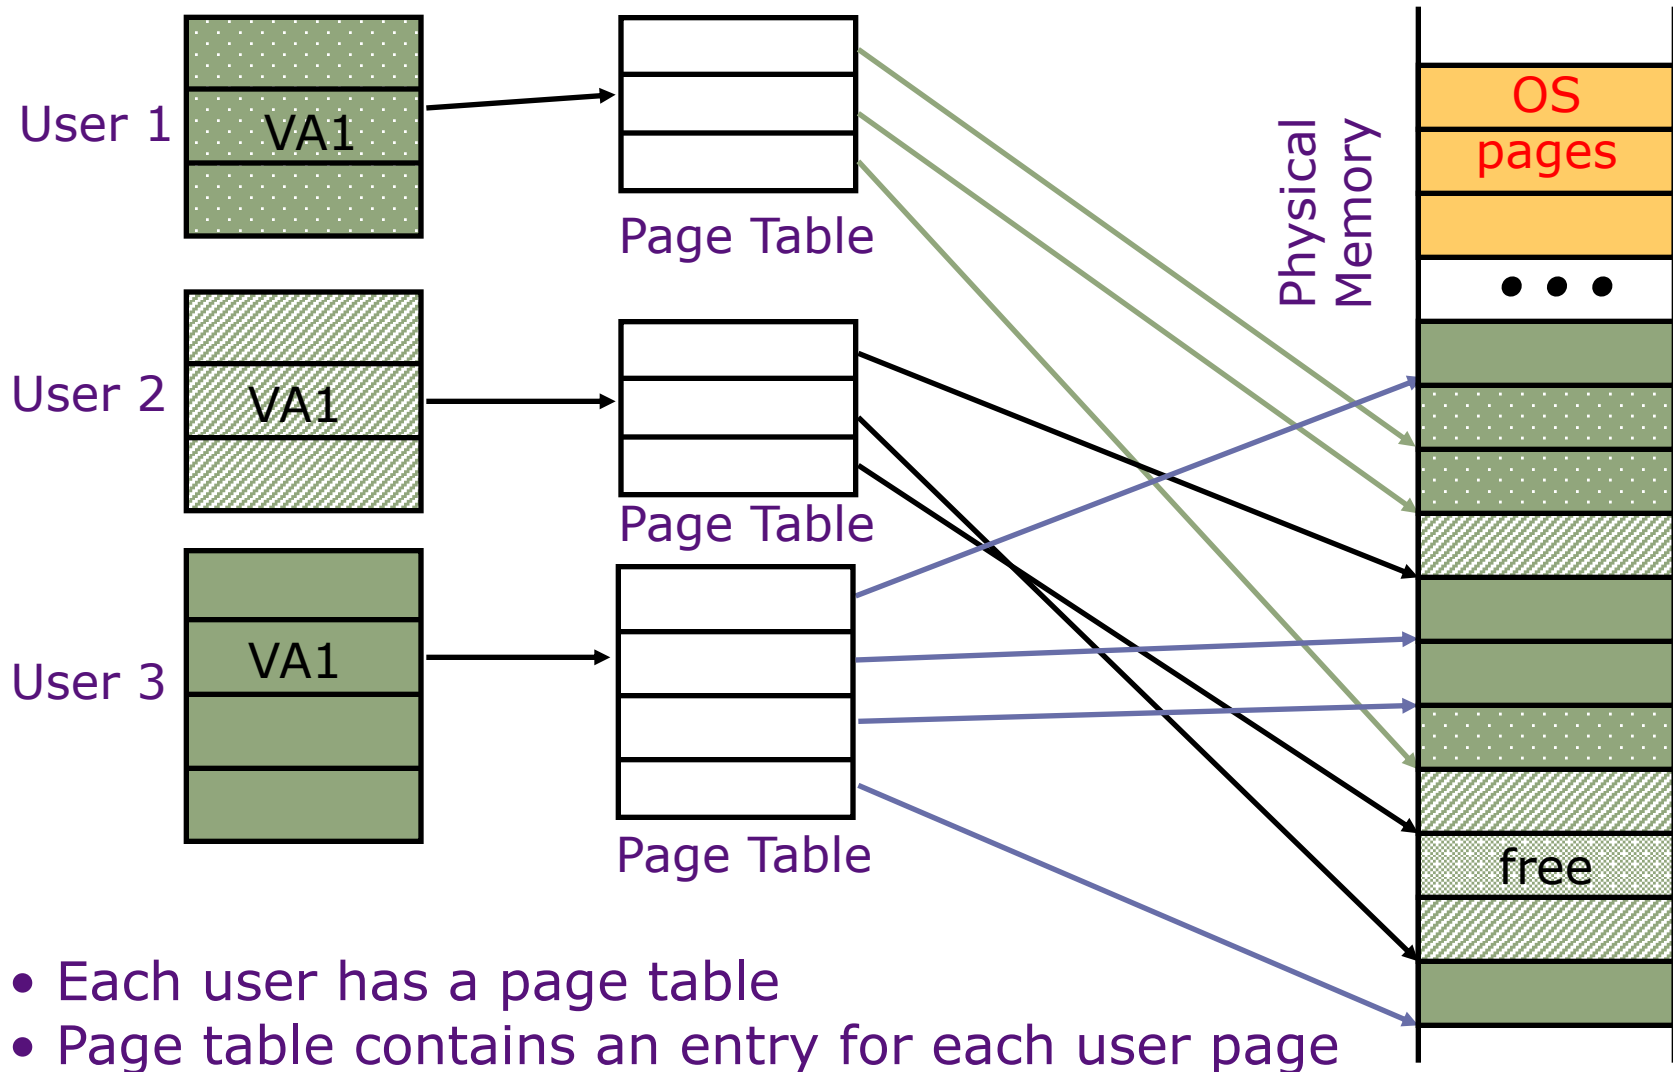 User 1
VA1
Page Table
User 2
VA1
Page Table
User 3
VA1
Page Table
Physical
Memory
OS
pages
• • •
free
• Each user has a page table
• Page table contains an entry for each user page